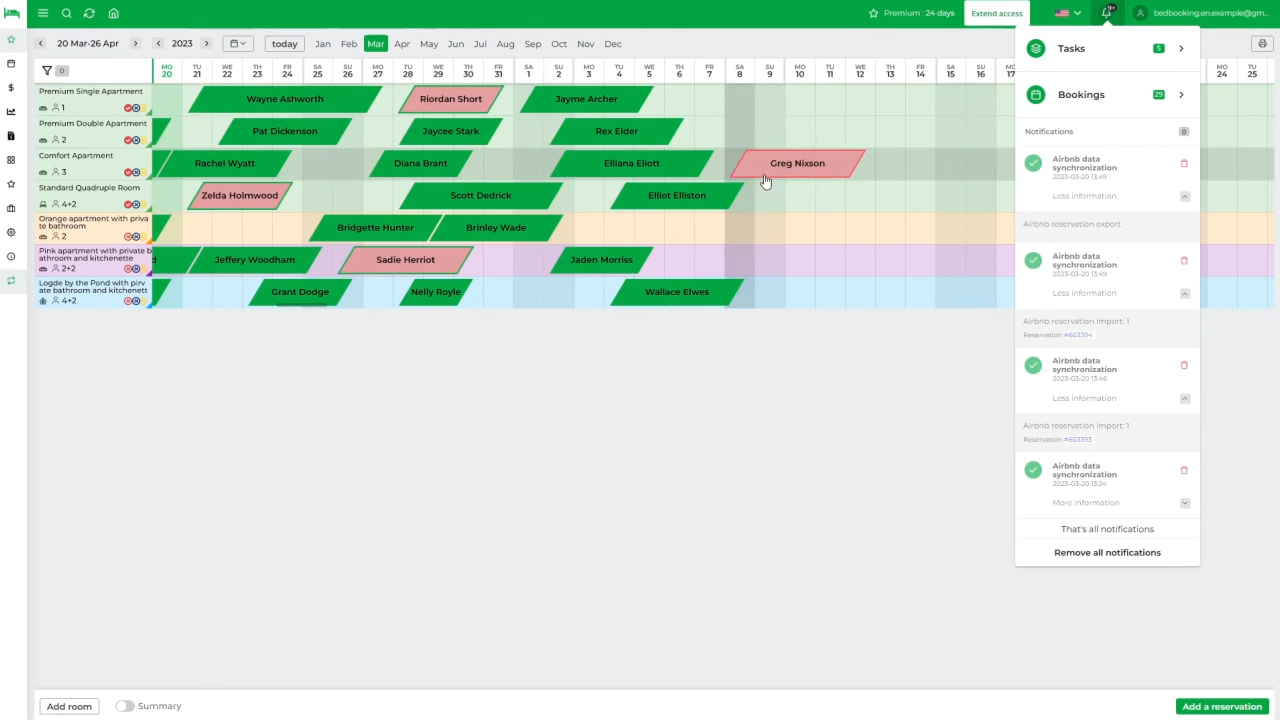 Premium : 24 days
Extend access
9+
bedbooking.en.example@gm...
20 Mar-26 Apr
2023
today
Jan
Feb
Mar
Apr
May
Jun
Jul
Aug
Sep
Oct
Nov
Dec
0
MO 20
TU 21
WE 22
TH 23
FR 24
SA 25
SU 26
MO 27
TU 28
WE 29
TH 30
FR 31
SA 1
SU 2
MO 3
TU 4
WE 5
TH 6
FR 7
SA 8
SU 9
MO 10
TU 11
WE 12
TH 13
FR 14
SA 15
SU 16
MO 17
MO 24
TU 25
Premium Single Apartment
1
Wayne Ashworth
Riordan Short
Jayme Archer
Premium Double Apartment
2
Pat Dickenson
Jaycee Stark
Rex Elder
Comfort Apartment
3
Rachel Wyatt
Diana Brant
Elliana Eliott
Greg Nixson
Standard Quadruple Room
4+2
Zelda Holmwood
Scott Dedrick
Elliot Elliston
Orange apartment with priva
te bathroom
2
Bridgette Hunter
Brinley Wade
Pink apartment with private b
athroom and kitchenette
2+2
d
Jeffery Woodham
Sadie Herriot
Jaden Morriss
Logde by the Pond with pirv
ate bathroom and kitchenett
4+2
Grant Dodge
Nelly Royle
Wallace Elwes
Tasks
5
Bookings
29
Notifications
0
Airbnb data
synchronization
2023-03-20 13:49
Less information
Airbnb reservation export
Airbnb data
synchronization
2023-03-20 13:49
Less information
Airbnb reservation import: 1
Reservation #603394
Airbnb data
synchronization
2023-03-20 13:46
Less information
Airbnb reservation import: 1
Reservation #603393
Airbnb data
synchronization
2023-03-20 13:24
More information
That's all notifications
Remove all notifications
Add room
Summary
Add a reservation